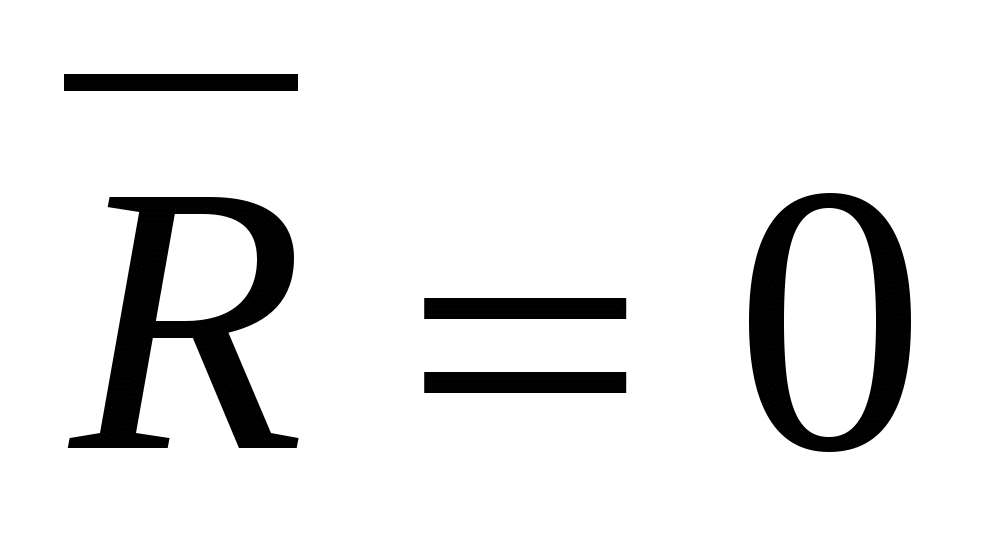 R̅ = 0